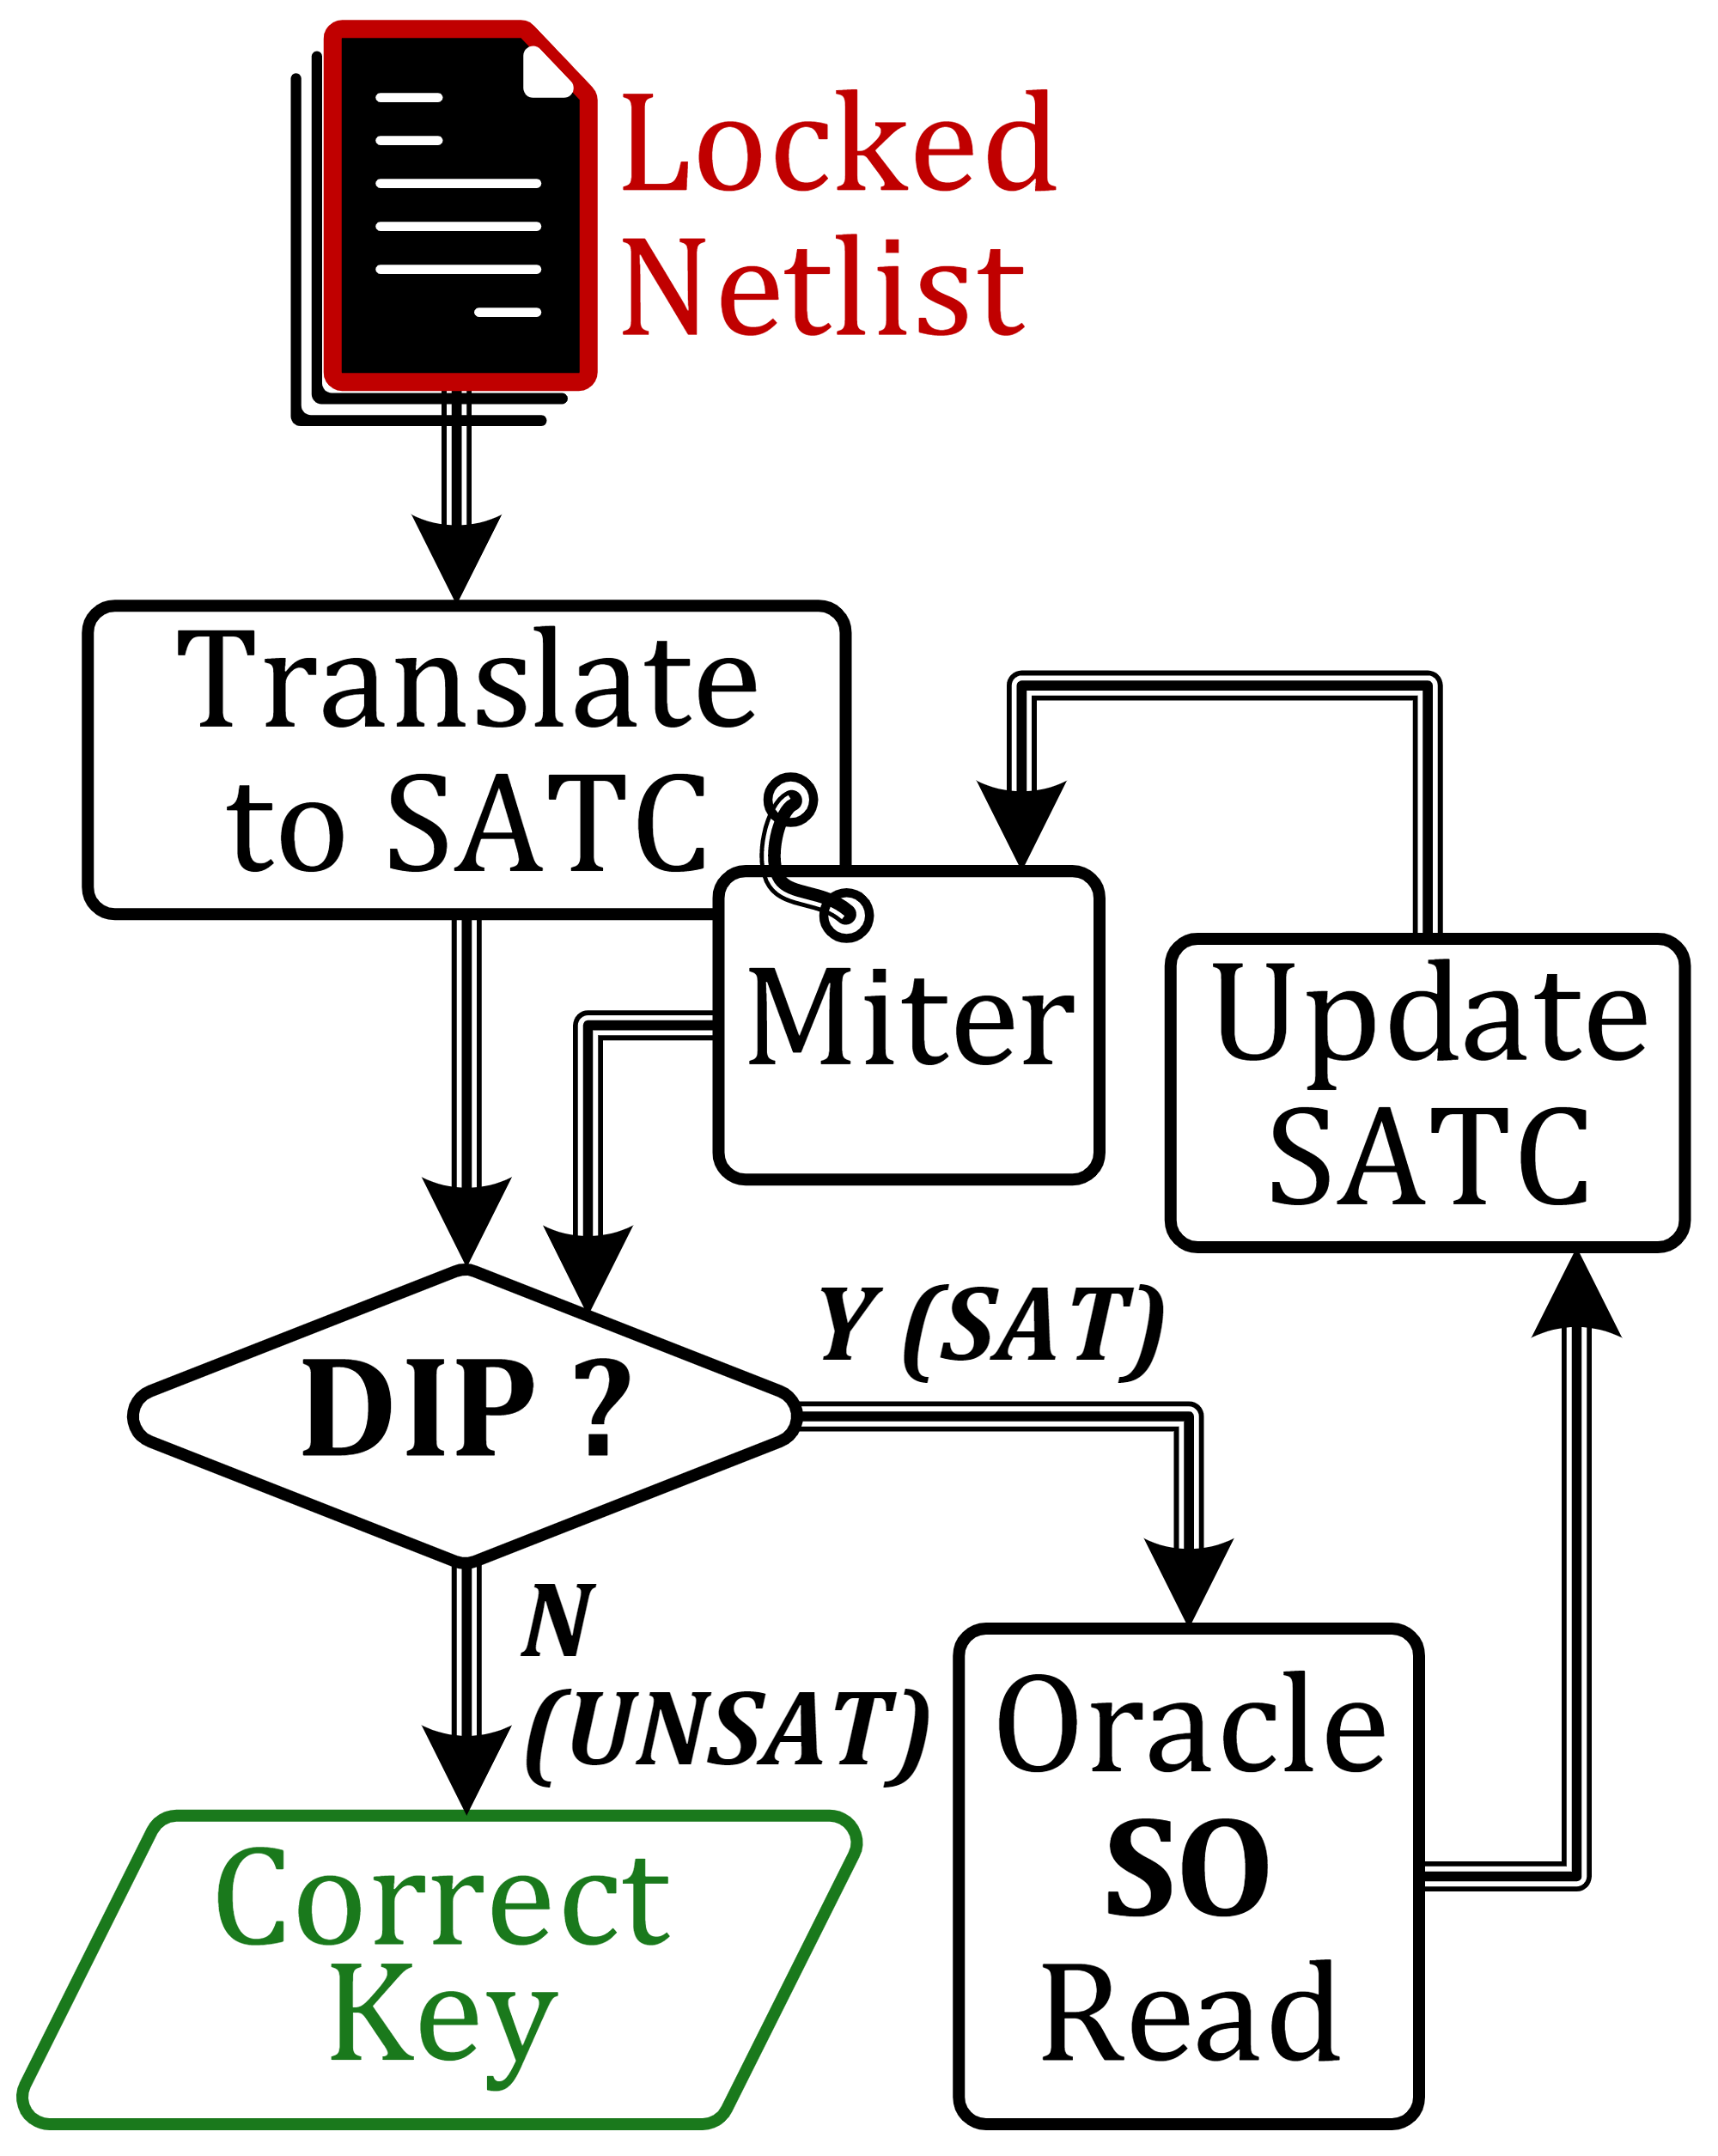 Locked
Netlist
Translate
to SATC
Miter
Update
SATC
DIP ?
Y (SAT)
N
(UNSAT)
Oracle
SO
Read
Correct
Key